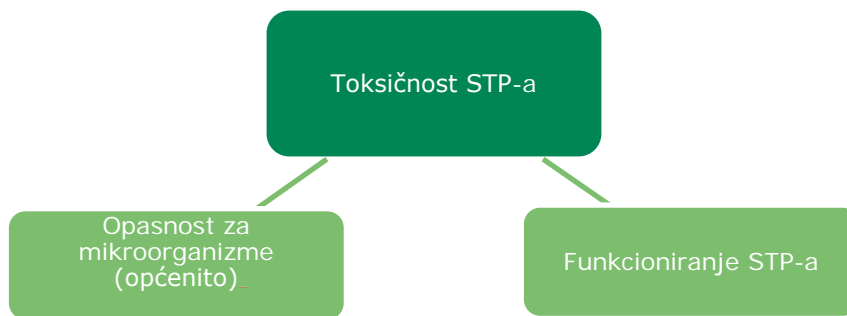 Toksičnost STP-a
Opasnost za
mikroorganizme
(općenito)_
Funkcioniranje STP-a